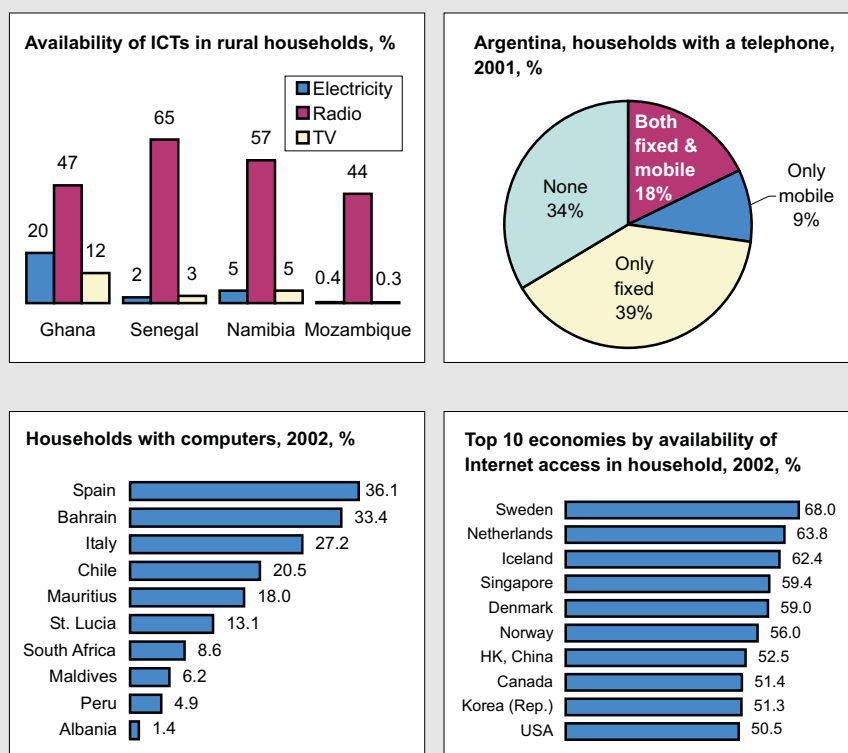 Availability of ICTs in rural households, %
Electricity
Radio
TV
20
47
12
2
65
3
5
57
5
0.4
44
0.3
Ghana Senegal Namibia Mozambique
Argentina, households with a telephone,
2001, %
Both
fixed &
mobile
18%
Only
mobile
9%
None
34%
Only
fixed
39%
Households with computers, 2002, %
Spain 36.1
Bahrain 33.4
Italy 27.2
Chile 20.5
Mauritius 18.0
St. Lucia 13.1
South Africa 8.6
Maldives 6.2
Peru 4.9
Albania 1.4
Top 10 economies by availability of
Internet access in household, 2002, %
Sweden 68.0
Netherlands 63.8
Iceland 62.4
Singapore 59.4
Denmark 59.0
Norway 56.0
HK, China 52.5
Canada 51.4
Korea (Rep.) 51.3
USA 50.5